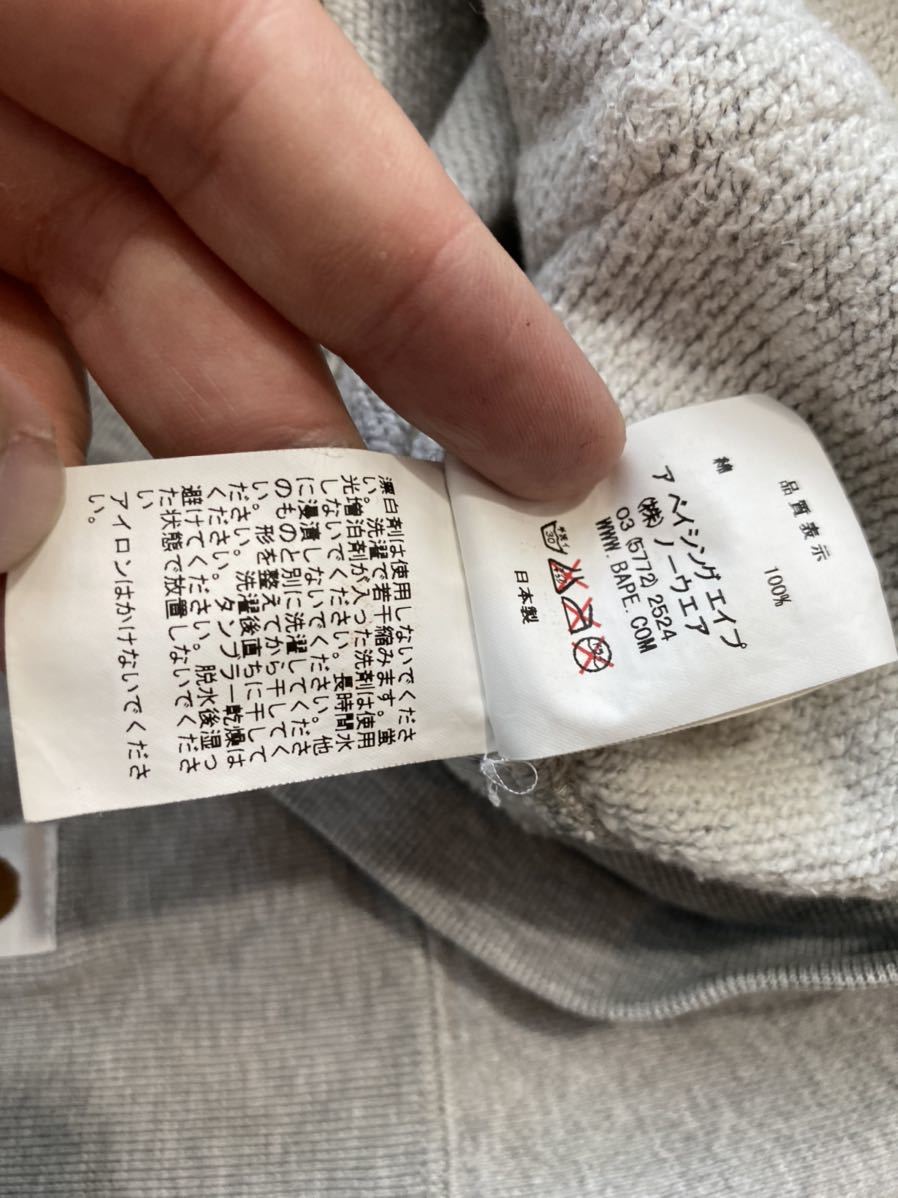 漂白剤は使用しないでくださ
い。洗濯で若干縮みます。蛍
光増泊剤が入った洗剤は使用
しないでください。長時間水
に浸漬しないでください。他
のものと別に洗濯してくださ
い。形を整えてから干してく
ださい。洗濯後直ちに干して
ください。タンブラー乾燥は
避けてください。脱水後湿っ
た状態で放置しないでくださ
い
アイロンはかけないでくださ
い。
品質表示
綿 100%
ア ベイシング エイプ
(株) ノーウエア
03 (5772) 2524
WWW.BAPE.COM
30
日本製